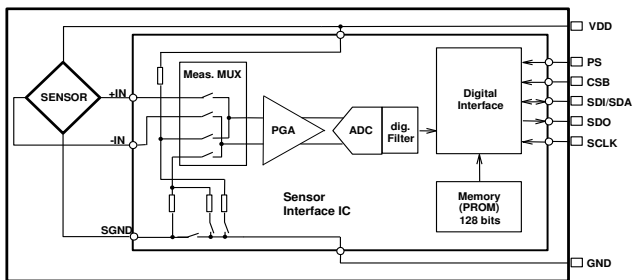 VDD
SENSOR
+IN
-IN
SGND
Meas. MUX
PGA
ADC
dig.
Filter
Digital
Interface
Memory
(PROM)
128 bits
Sensor
Interface IC
PS
CSB
SDI/SDA
SDO
SCLK
GND